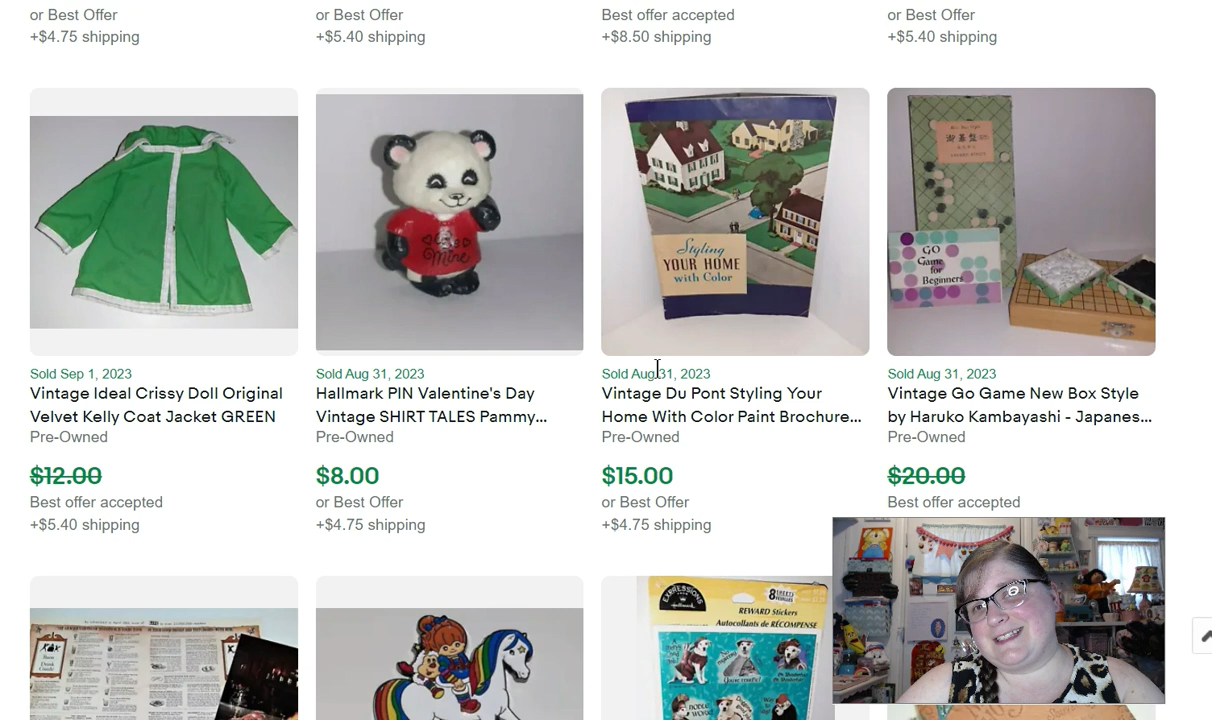 or Best Offer
+$4.75 shipping
or Best Offer
+$5.40 shipping
Best offer accepted
+$8.50 shipping
or Best Offer
+$5.40 shipping
Mine
Styling
YOUR HOME
with Color
御碁盤
GO
Game
for
Beginners
Sold Sep 1, 2023
Vintage Ideal Crissy Doll Original
Velvet Kelly Coat Jacket GREEN
Pre-Owned
$12.00
Best offer accepted
+$5.40 shipping
Sold Aug 31, 2023
Hallmark PIN Valentine's Day
Vintage SHIRT TALES Pammy...
Pre-Owned
$8.00
or Best Offer
+$4.75 shipping
Sold Aug 31, 2023
Vintage Du Pont Styling Your
Home With Color Paint Brochure...
Pre-Owned
$15.00
or Best Offer
+$4.75 shipping
Sold Aug 31, 2023
Vintage Go Game New Box Style
by Haruko Kambayashi - Japanes...
Pre-Owned
$20.00
Best offer accepted
EXPRESSIONS
Hallmark
REWARD Stickers
Autocollants de RÉCOMPENSE